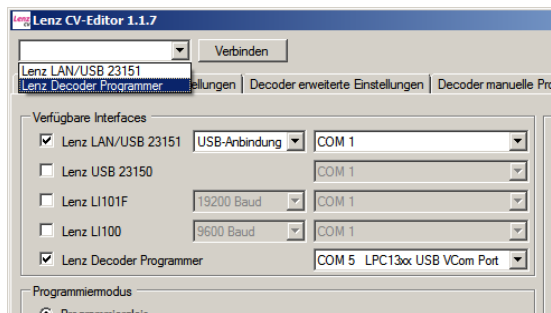 Lenz CV-Editor 1.1.7
Verbinden
Lenz LAN/USB 23151
Lenz Decoder Programmer
ellungen Decoder erweiterte Einstellungen Decoder manuelle Pro
Verfügbare Interfaces
Lenz LAN/USB 23151 USB-Anbindung COM 1
Lenz USB 23150 COM 1
Lenz LI101F 19200 Baud COM 1
Lenz LI100 9600 Baud COM 1
Lenz Decoder Programmer COM 5 LPC13xx USB VCom Port
Programmiermodus